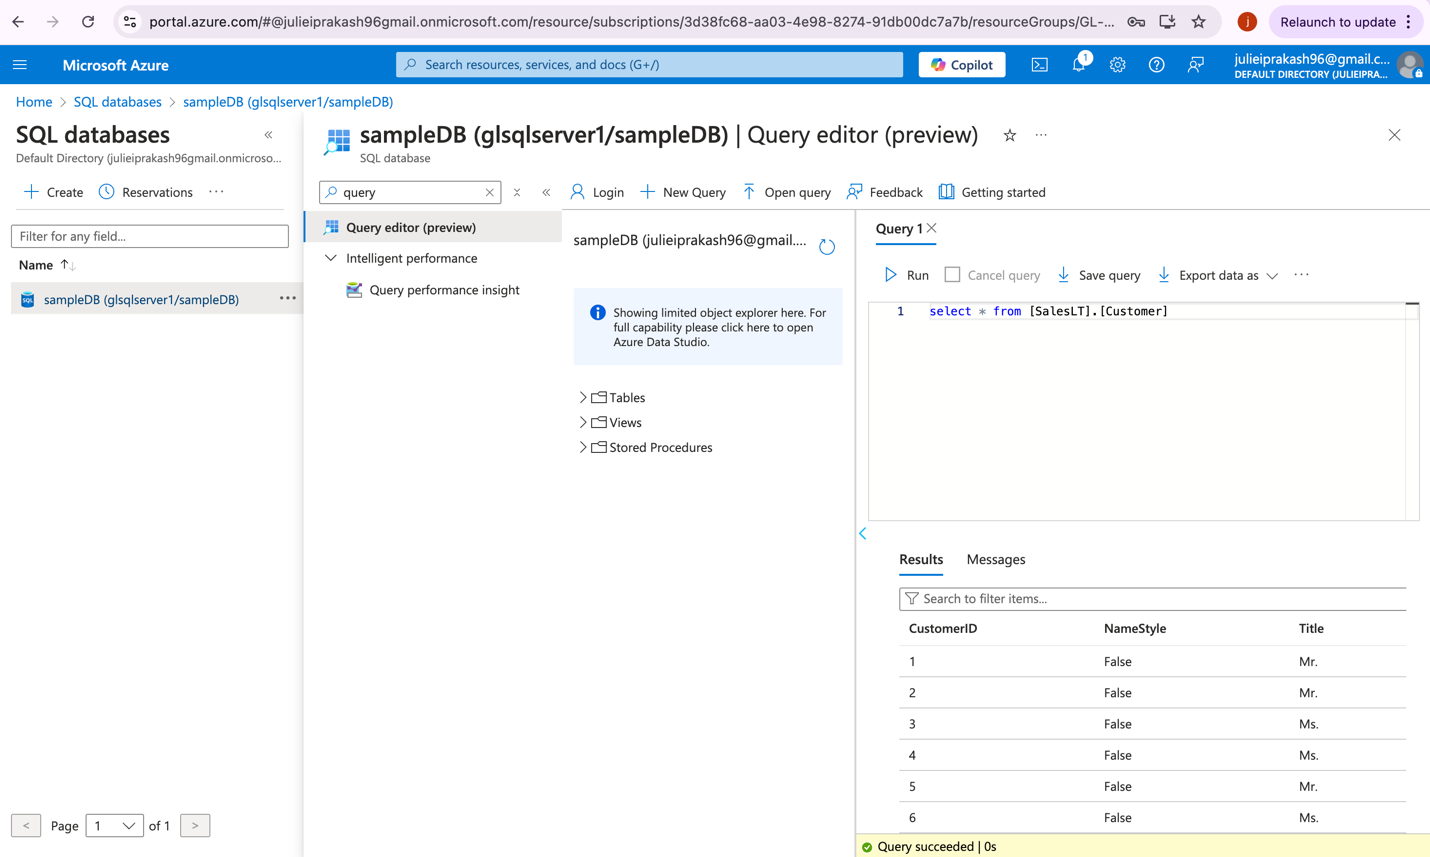 portal.azure.com/#@julieiprakash96gmail.onmicrosoft.com/resource/subscriptions/3d38fc68-aa03-4e98-8274-91db00dc7a7b/resourceGroups/GL-...
j
Relaunch to update
Microsoft Azure
Search resources, services, and docs (G+/)
Copilot
1
julieiprakash96@gmail.c...
DEFAULT DIRECTORY (JULIEIPRA...
Home > SQL databases > sampleDB (glsqlserver1/sampleDB)
SQL databases
Default Directory (julieiprakash96gmail.onmicroso...
Create Reservations ...
Filter for any field...
Name
SQL sampleDB (glsqlserver1/sampleDB) ...
< Page 1 of 1 >
sampleDB (glsqlserver1/sampleDB) | Query editor (preview) ...
SQL database
query
Query editor (preview)
Intelligent performance
Query performance insight
Login New Query Open query Feedback Getting started
sampleDB (julieiprakash96@gmail....
Showing limited object explorer here. For
full capability please click here to open
Azure Data Studio.
Tables
Views
Stored Procedures
Query 1
Run Cancel query Save query Export data as ...
1 select * from [SalesLT].[Customer]
Results Messages
Search to filter items...
CustomerID NameStyle Title
1 False Mr.
2 False Mr.
3 False Ms.
4 False Ms.
5 False Mr.
6 False Ms.
Query succeeded | 0s